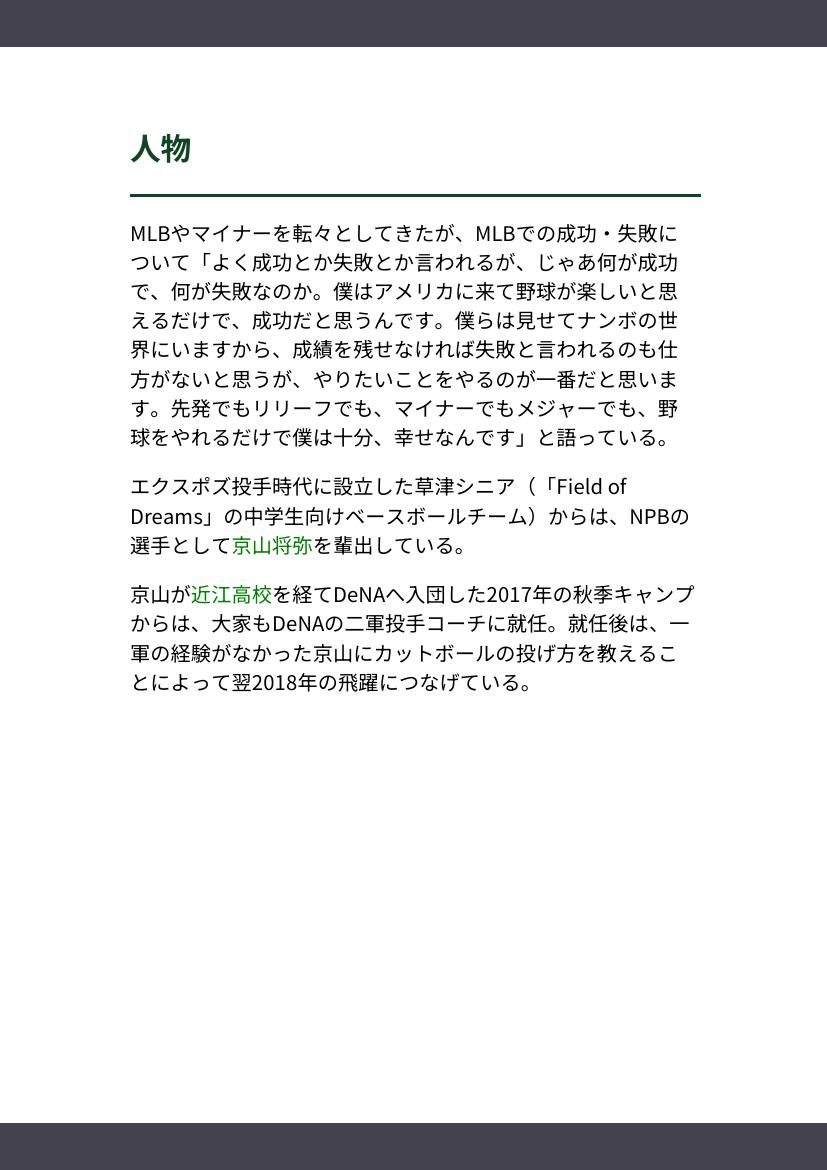 人物
MLBやマイナーを転々としてきたが、MLBでの成功・失敗に
ついて「よく成功とか失敗とか言われるが、じゃあ何が成功
で、何が失敗なのか。僕はアメリカに来て野球が楽しいと思
えるだけで、成功だと思うんです。僕らは見せてナンボの世
界にいますから、成績を残せなければ失敗と言われるのも仕
方がないと思うが、やりたいことをやるのが一番だと思いま
す。先発でもリリーフでも、マイナーでもメジャーでも、野
球をやれるだけで僕は十分、幸せなんです」と語っている。
エクスポズ投手時代に設立した草津シニア（「Field of
Dreams」の中学生向けベースボールチーム）からは、NPBの
選手として京山将弥を輩出している。
京山が近江高校を経てDeNAへ入団した2017年の秋季キャンプ
からは、大家もDeNAの二軍投手コーチに就任。就任後は、一
軍の経験がなかった京山にカットボールの投げ方を教えるこ
とによって翌2018年の飛躍につなげている。